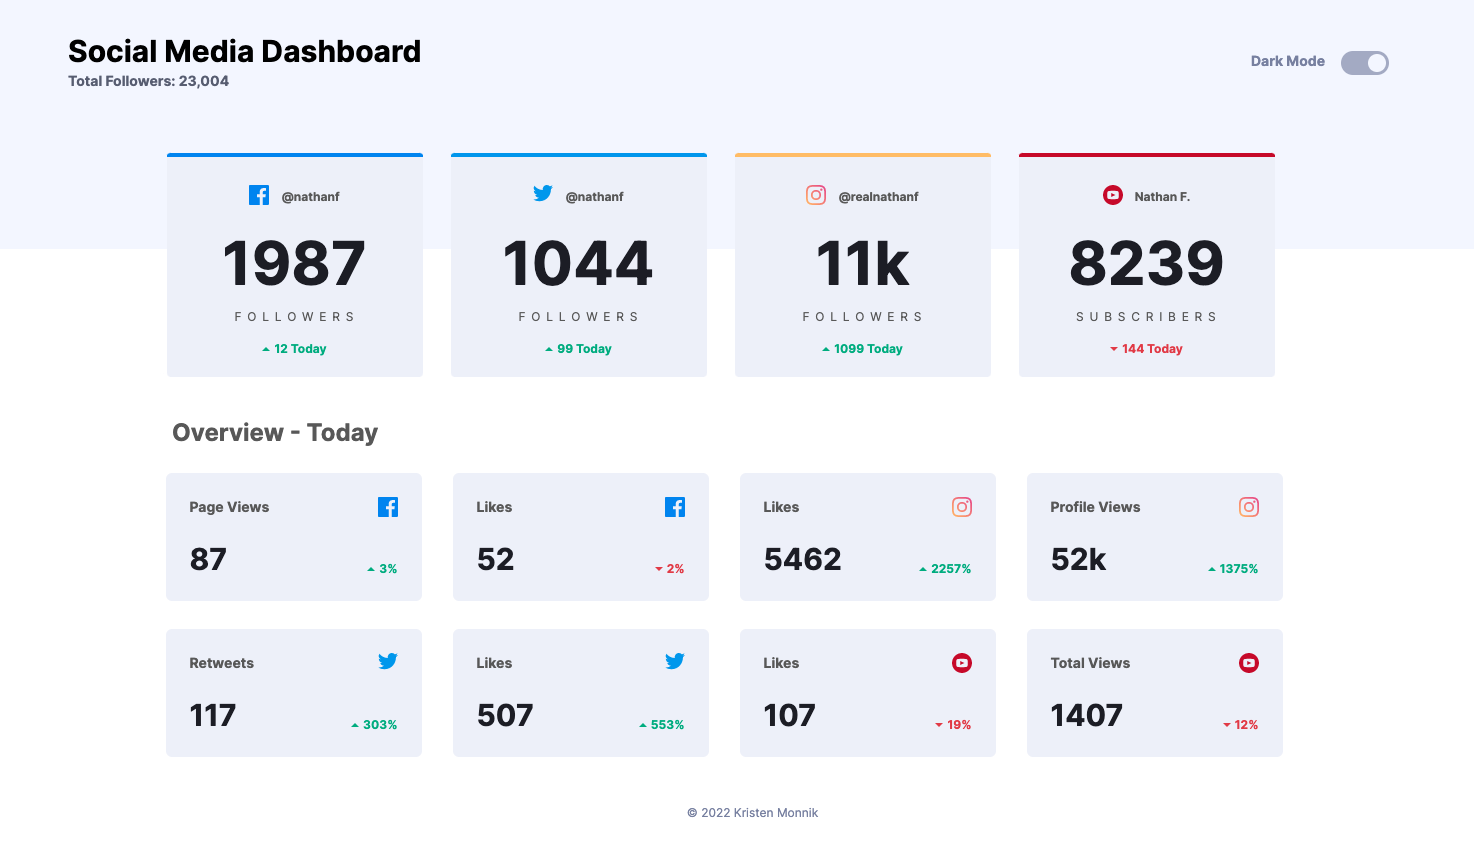 Social Media Dashboard
Total Followers: 23,004
Dark Mode
@nathanf
1987
FOLLOWERS
12 Today
@nathanf
1044
FOLLOWERS
99 Today
@realnathanf
11k
FOLLOWERS
1099 Today
Nathan F.
8239
SUBSCRIBERS
144 Today
Overview - Today
Page Views
87
3%
Likes
52
2%
Likes
5462
2257%
Profile Views
52k
1375%
Retweets
117
303%
Likes
507
553%
Likes
107
19%
Total Views
1407
12%
© 2022 Kristen Monnik